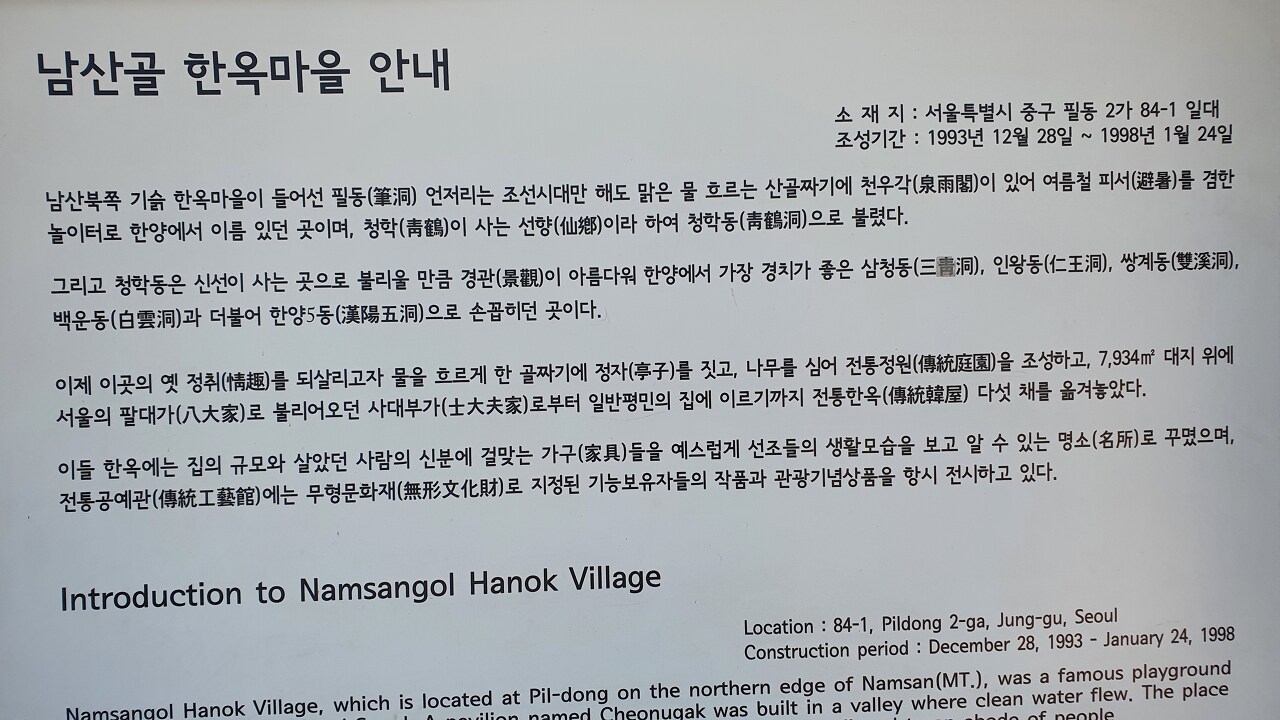 남산골 한옥마을 안내
소 재 지 : 서울특별시 중구 필동 2가 84-1 일대
조성기간 : 1993년 12월 28일 ~ 1998년 1월 24일
남산북쪽 기슭 한옥마을이 들어선 필동(筆洞) 언저리는 조선시대만 해도 맑은 물 흐르는 산골짜기에 천우각(泉雨閣)이 있어 여름철 피서(避暑)를 겸한
놀이터로 한양에서 이름 있던 곳이며, 청학(靑鶴)이 사는 선향(仙鄕)이라 하여 청학동(靑鶴洞)으로 불렸다.
그리고 청학동은 신선이 사는 곳으로 불리울 만큼 경관(景觀)이 아름다워 한양에서 가장 경치가 좋은 삼청동(三靑洞), 인왕동(仁王洞), 쌍계동(雙溪洞),
백운동(白雲洞)과 더불어 한양5동(漢陽五洞)으로 손꼽히던 곳이다.
이제 이곳의 옛 정취(情趣)를 되살리고자 물을 흐르게 한 골짜기에 정자(亭子)를 짓고, 나무를 심어 전통정원(傳統庭園)을 조성하고, 7,934㎡ 대지 위에
서울의 팔대가(八大家)로 불리어오던 사대부가(士大夫家)로부터 일반평민의 집에 이르기까지 전통한옥(傳統韓屋) 다섯 채를 옮겨놓았다.
이들 한옥에는 집의 규모와 살았던 사람의 신분에 걸맞는 가구(家具)들을 예스럽게 선조들의 생활모습을 보고 알 수 있는 명소(名所)로 꾸몄으며,
전통공예관(傳統工藝館)에는 무형문화재(無形文化財)로 지정된 기능보유자들의 작품과 관광기념상품을 항시 전시하고 있다.
Introduction to Namsangol Hanok Village
Location : 84-1, Pildong 2-ga, Jung-gu, Seoul
Construction period : December 28, 1993 - January 24, 1998
Namsangol Hanok Village, which is located at Pil-dong on the northern edge of Namsan(MT.), was a famous playground
A pavilion named Cheonugak was built in a valley where clean water flew. The place
abode of people